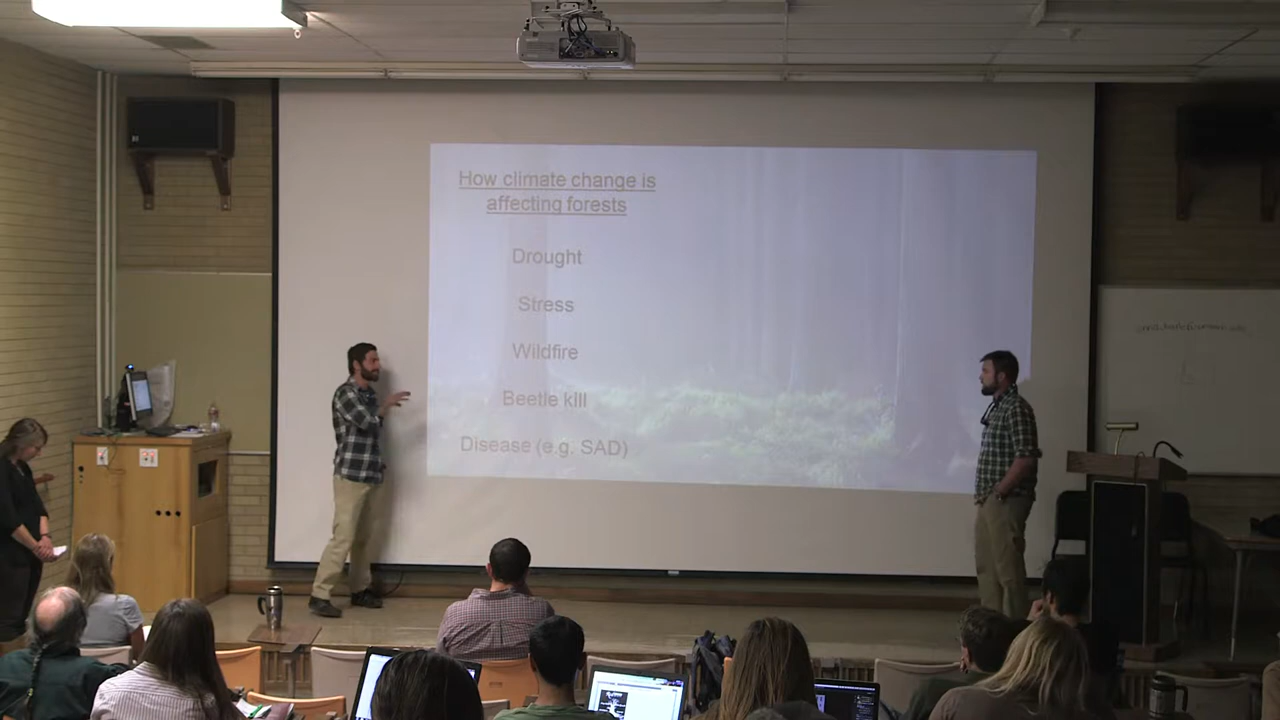 How climate change is
affecting forests
Drought
Stress
Wildfire
Beetle kill
Disease (e.g. SAD)